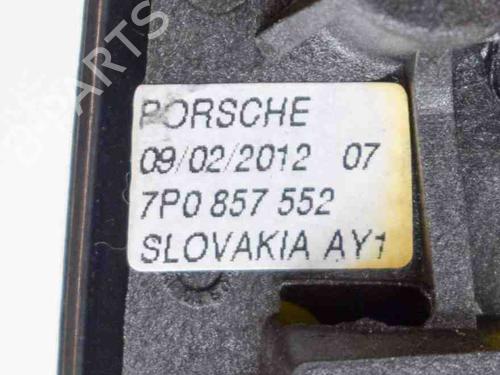 PORSCHE
09/02/2012 07
7P0 857 552
SLOVAKIA AY1